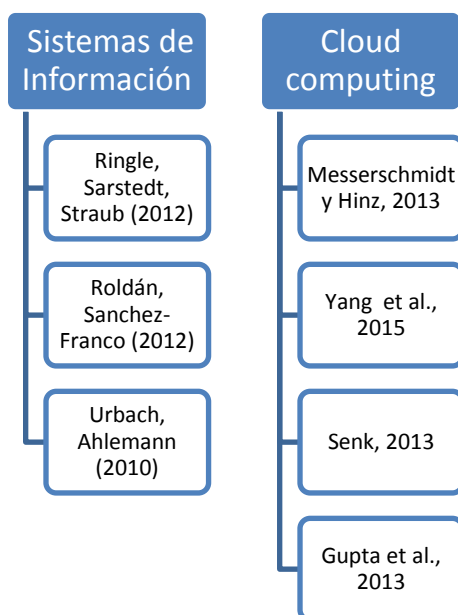 Sistemas de
Información
Ringle,
Sarstedt,
Straub (2012)
Roldán,
Sanchez-
Franco (2012)
Urbach,
Ahlemann
(2010)
Cloud
computing
Messerschmidt
y Hinz, 2013
Yang et al.,
2015
Senk, 2013
Gupta et al.,
2013